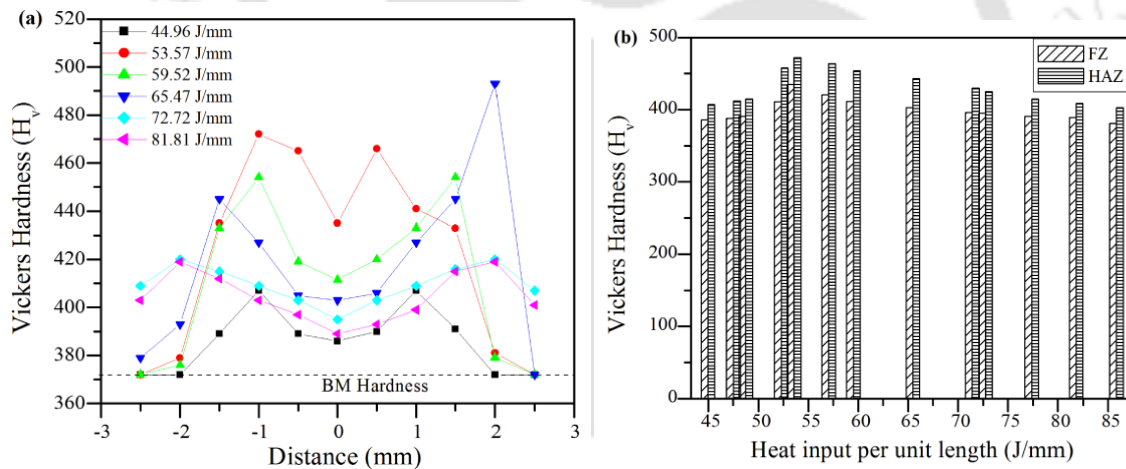 (a)
520
500
480
460
440
420
400
380
360
Vickers Hardness (Hv)
44.96 J/mm
53.57 J/mm
59.52 J/mm
65.47 J/mm
72.72 J/mm
81.81 J/mm
BM Hardness
-3 -2 -1 0 1 2 3
Distance (mm)
(b)
500
400
300
200
100
0
Vickers Hardness (Hv)
FZ
HAZ
45 50 55 60 65 70 75 80 85
Heat input per unit length (J/mm)